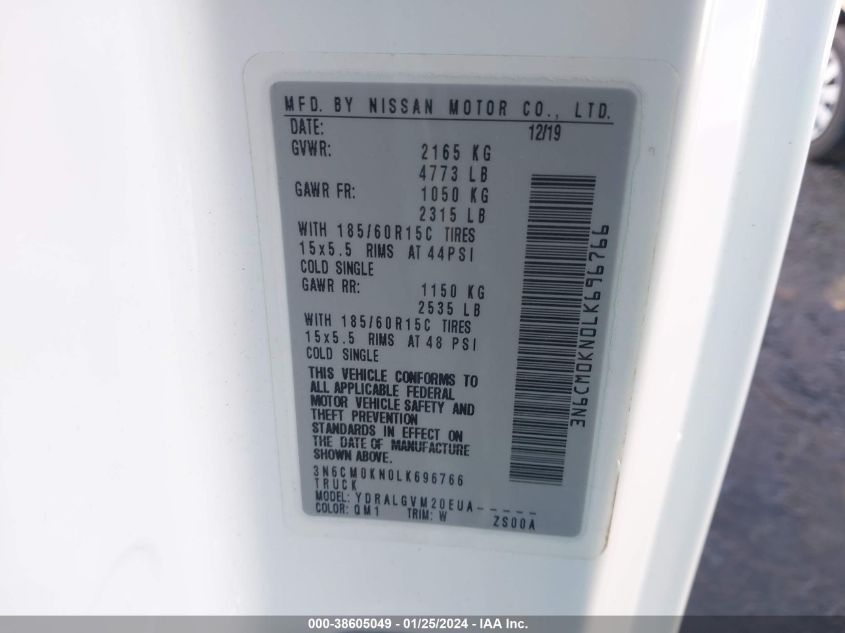 MFD. BY NISSAN MOTOR CO., LTD.
DATE: 12/19
GVWR: 2165 KG
4773 LB
GAWR FR: 1050 KG
2315 LB
WITH 185/60R15C TIRES
15x5.5 RIMS AT 44PSI
COLD SINGLE
GAWR RR: 1150 KG
2535 LB
WITH 185/60R15C TIRES
15x5.5 RIMS AT 48 PSI
COLD SINGLE
THIS VEHICLE CONFORMS TO
ALL APPLICABLE FEDERAL
MOTOR VEHICLE SAFETY AND
THEFT PREVENTION
STANDARDS IN EFFECT ON
THE DATE OF MANUFACTURE
SHOWN ABOVE.
3N6CM0KN0LK696766
TRUCK
MODEL: YDRALGVM20EUA-----
COLOR: QM1 TRIM: W ZS00A
3N6CM0KN0LK696766
000-38605049 - 01/25/2024 - IAA Inc.